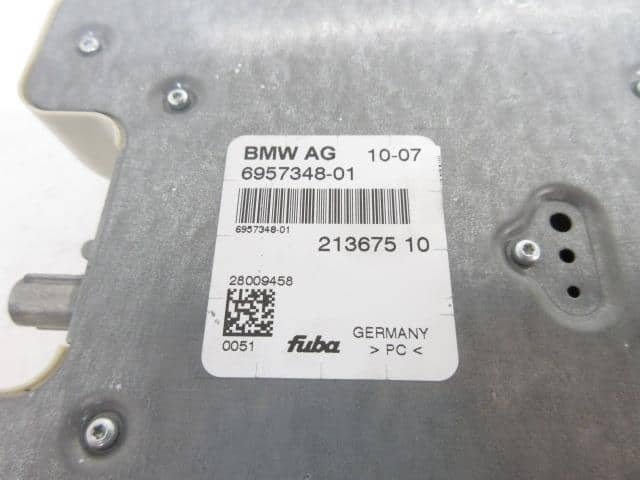 BMW AG 10-07
6957348-01
6957348-01
213675 10
28009458
0051 fuba GERMANY
> PC <